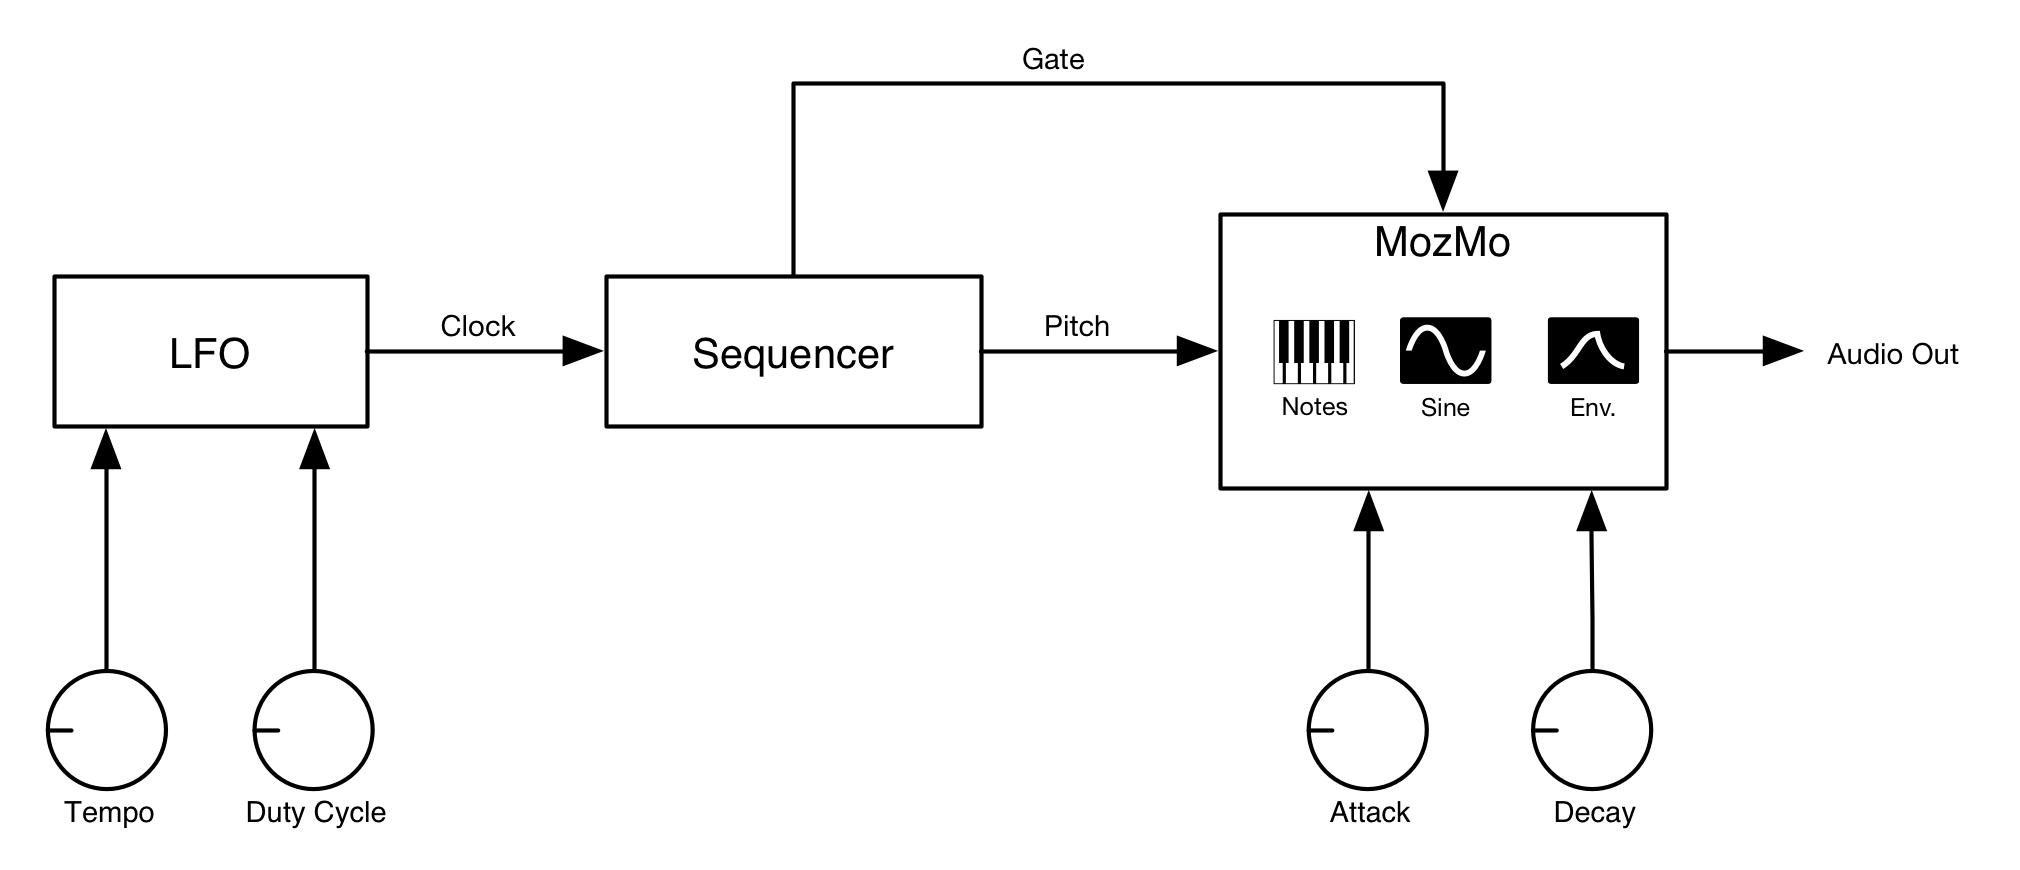 Gate
MozMo
LFO
Clock
Sequencer
Pitch
Notes
Sine
Env.
Audio Out
Tempo
Duty Cycle
Attack
Decay